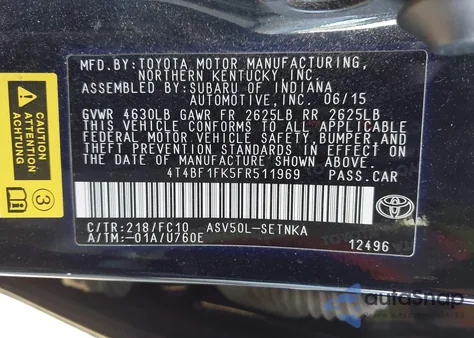 MFD. BY: TOYOTA MOTOR MANUFACTURING,
NORTHERN KENTUCKY, INC.
ASSEMBLED BY: SUBARU OF INDIANA
AUTOMOTIVE, INC. 06/15
GVWR 4630LB GAWR FR 2625LB RR 2625LB
THIS VEHICLE CONFORMS TO ALL APPLICABLE
FEDERAL MOTOR VEHICLE SAFETY, BUMPER, AND
THEFT PREVENTION STANDARDS IN EFFECT ON
THE DATE OF MANUFACTURE SHOWN ABOVE.
4T4BF1FK5FR511969 PASS.CAR
C/TR: 218/FC10 ASV50L-SETNKA
A/TM: -01A/U760E
12496
TOYOTA
CAUTION
3
autoSnap